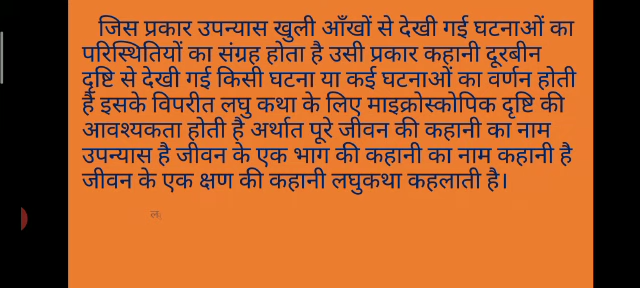 जिस प्रकार उपन्यास खुली आँखों से देखी गई घटनाओं का
परिस्थितियों का संग्रह होता है उसी प्रकार कहानी दूरबीन
दृष्टि से देखी गई किसी घटना या कई घटनाओं का वर्णन होती
है इसके विपरीत लघु कथा के लिए माइक्रोस्कोपिक दृष्टि की
आवश्यकता होती है अर्थात पूरे जीवन की कहानी का नाम
उपन्यास है जीवन के एक भाग की कहानी का नाम कहानी है
जीवन के एक क्षण की कहानी लघुकथा कहलाती है।